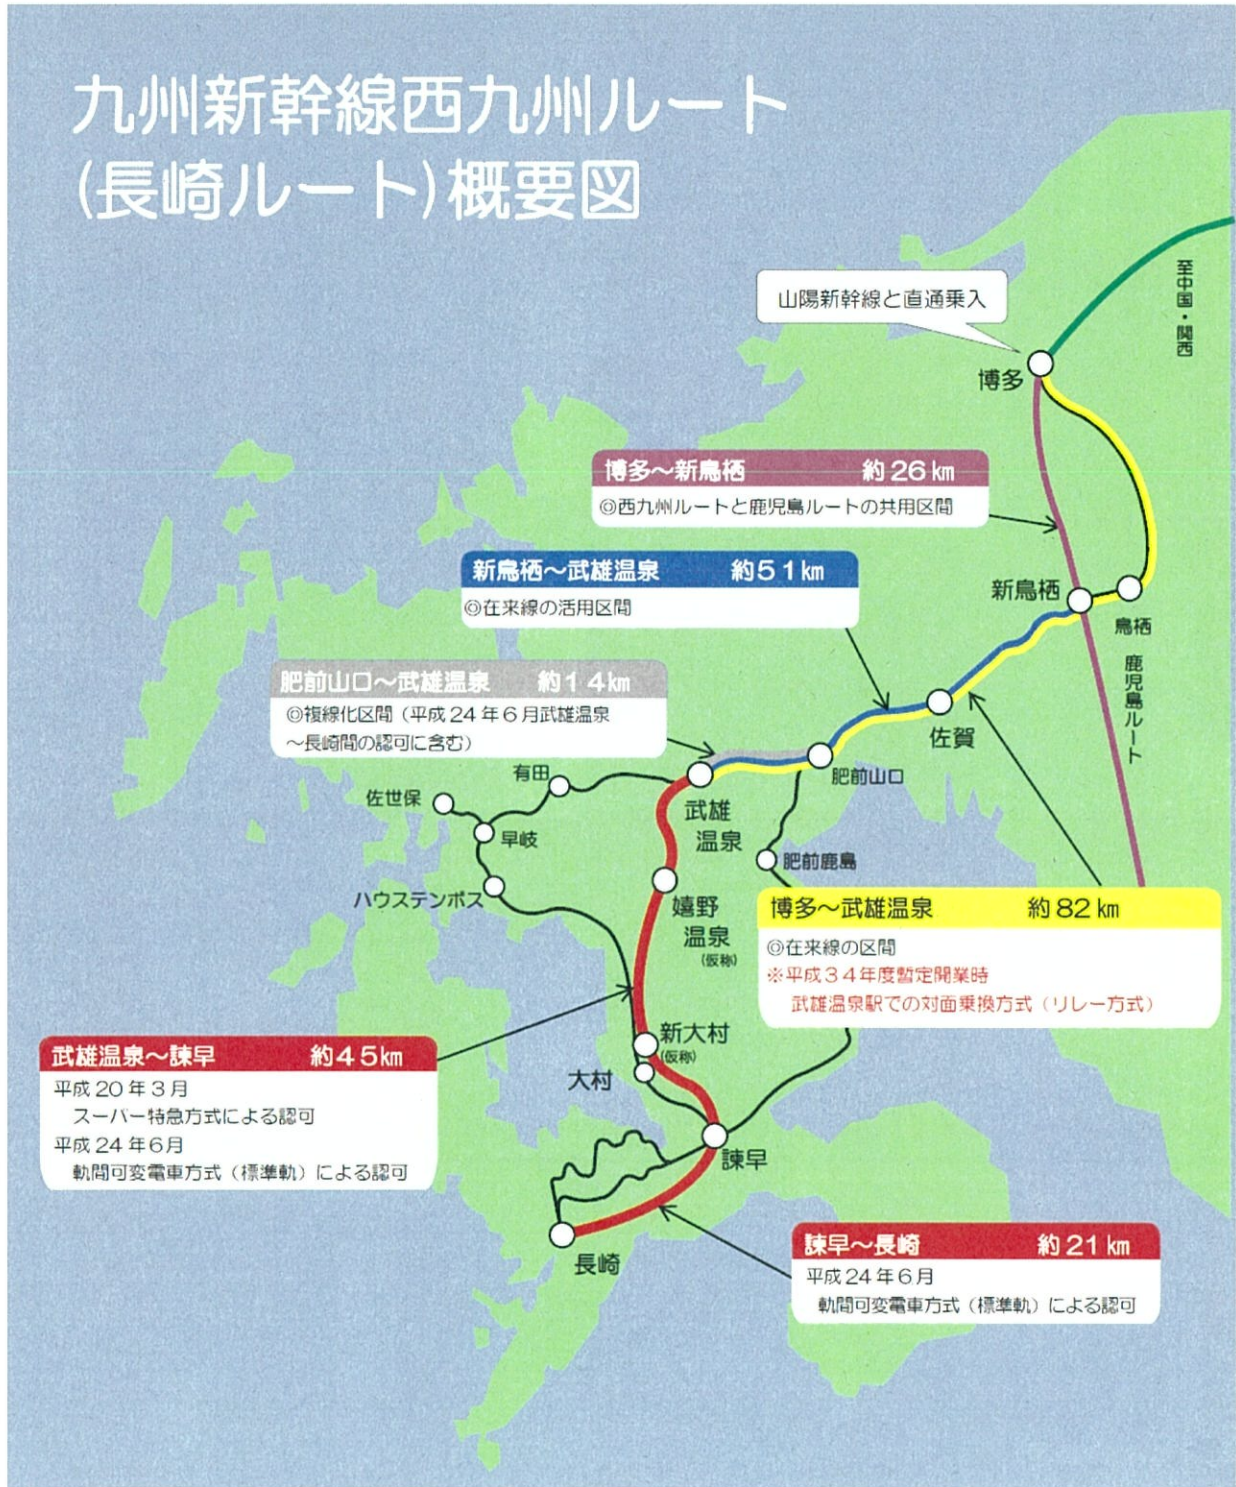 九州新幹線西九州ルート
(長崎ルート)概要図
至中国・関西
山陽新幹線と直通乗入
博多
博多~新鳥栖 約26km
◎西九州ルートと鹿児島ルートの共用区間
新鳥栖~武雄温泉 約51km
◎在来線の活用区間
新鳥栖
鳥栖
鹿児島ルート
肥前山口~武雄温泉 約14km
◎複線化区間(平成24年6月武雄温泉
~長崎間の認可に含む)
佐賀
肥前山口
有田
佐世保
早岐
武雄
温泉
肥前鹿島
ハウステンボス
嬉野
温泉
(仮称)
博多~武雄温泉 約82km
◎在来線の区間
※平成34年度暫定開業時
武雄温泉駅での対面乗換方式(リレー方式)
新大村
(仮称)
大村
武雄温泉~諫早 約45km
平成20年3月
スーパー特急方式による認可
平成24年6月
軌間可変電車方式(標準軌)による認可
諫早
長崎
諫早~長崎 約21km
平成24年6月
軌間可変電車方式(標準軌)による認可